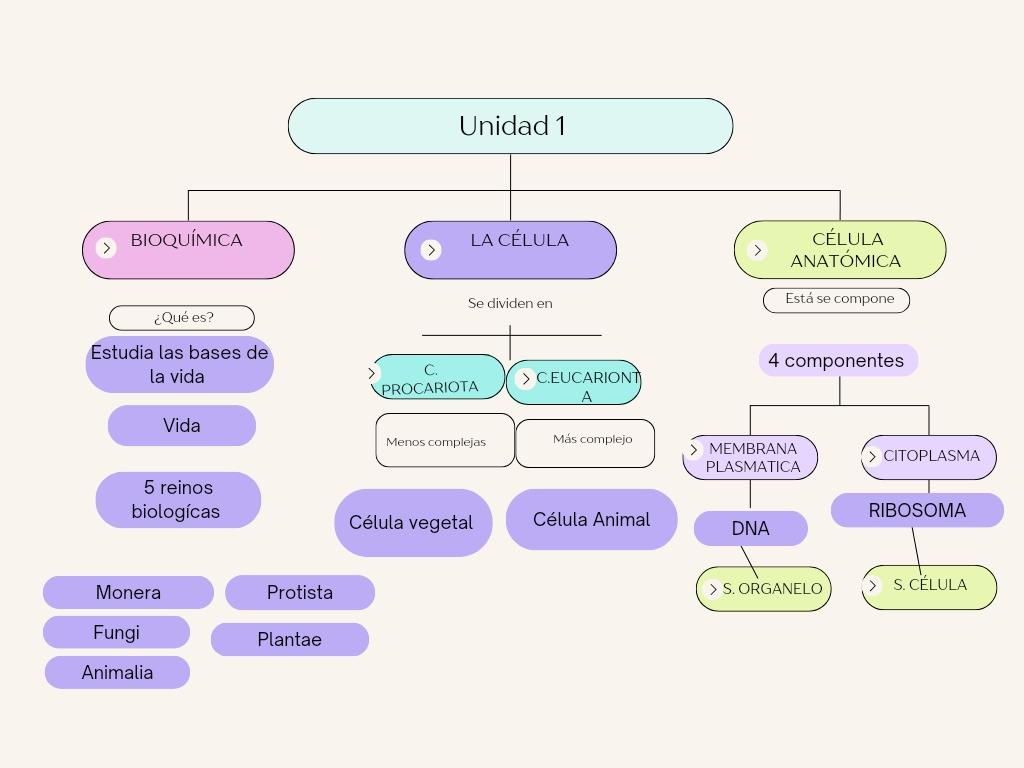 Unidad 1
BIOQUÍMICA
LA CÉLULA
CÉLULA
ANATÓMICA
¿Qué es?
Se dividen en
Está se compone
Estudia las bases de
la vida
Vida
5 reinos
biologícas
Monera
Protista
Fungi
Plantae
Animalia
C.
PROCARIOTA
C.EUCARIONT
A
Menos complejas
Más complejo
Célula vegetal
Célula Animal
4 componentes
MEMBRANA
PLASMATICA
CITOPLASMA
DNA
RIBOSOMA
S. ORGANELO
S. CÉLULA